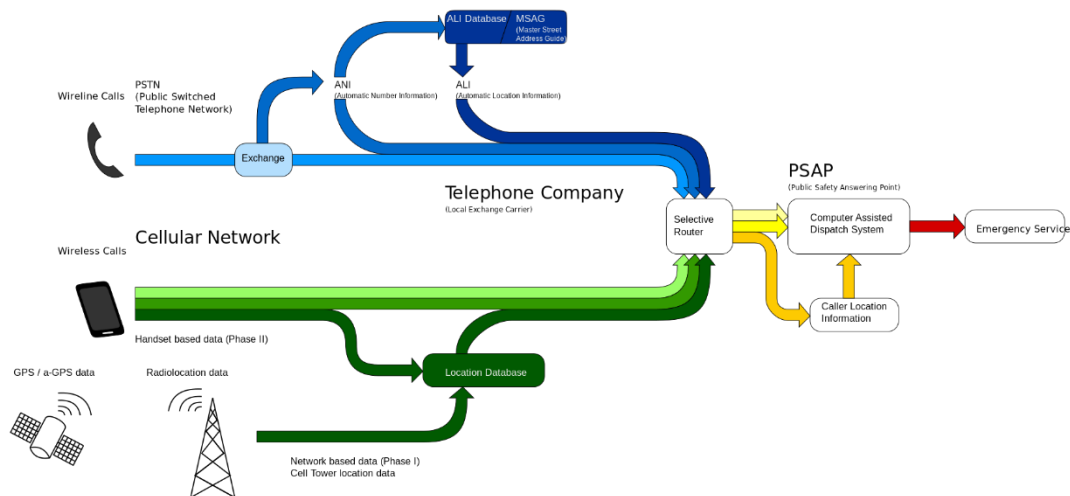 ALI Database
MSAG
(Master Street
Address Guide)
Wireline Calls
PSTN
(Public Switched
Telephone Network)
ANI
(Automatic Number Information)
ALI
(Automatic Location Information)
Exchange
Telephone Company
(Local Exchange Carrier)
PSAP
(Public Safety Answering Point)
Selective
Router
Computer Assisted
Dispatch System
Emergency Service
Wireless Calls
Cellular Network
Caller Location
Information
Handset based data (Phase II)
GPS / a-GPS data
Radiolocation data
Location Database
Network based data (Phase I)
Cell Tower location data